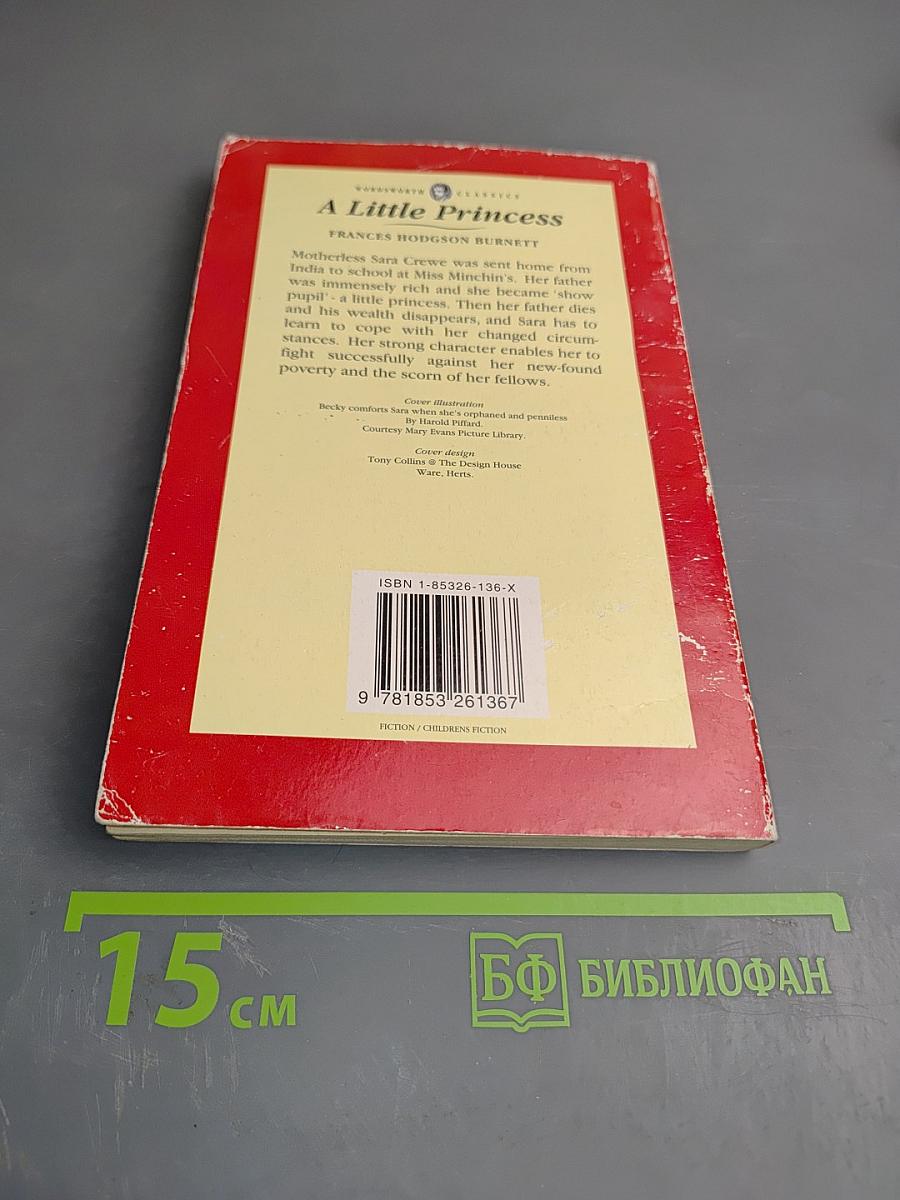 WORDSWORTH CLASSICS
A Little Princess
FRANCES HODGSON BURNETT
Motherless Sara Crewe was sent home from
India to school at Miss Minchin's. Her father
was immensely rich and she became 'show
pupil' - a little princess. Then her father dies
and his wealth disappears, and Sara has to
learn to cope with her changed circum-
stances. Her strong character enables her to
fight successfully against her new-found
poverty and the scorn of her fellows.
Cover illustration
Becky comforts Sara when she's orphaned and penniless
By Harold Piffard.
Courtesy Mary Evans Picture Library.
Cover design
Tony Collins @ The Design House
Ware, Herts.
ISBN 1-85326-136-X
9 781853 261367
FICTION / CHILDRENS FICTION
15 см
БФ БИБЛИОФАН